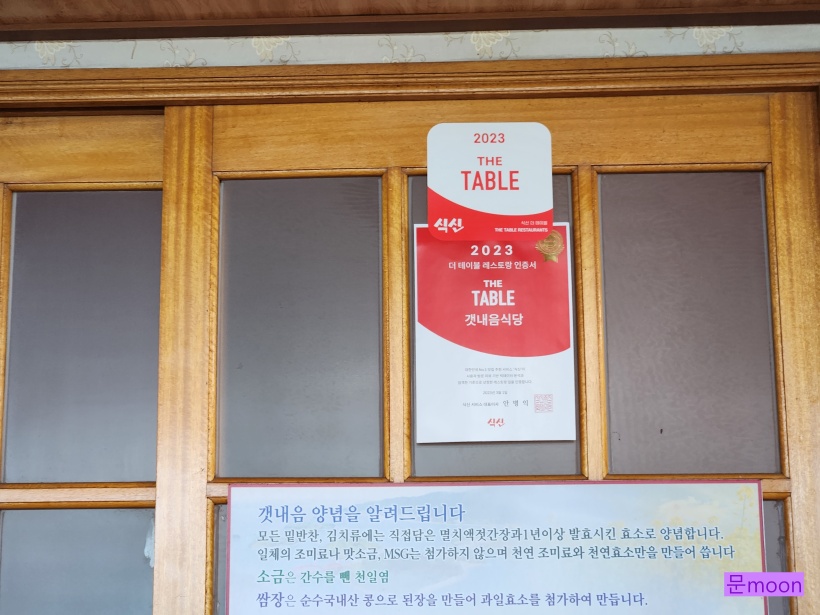 2023
THE
TABLE
식신
식신 더 테이블
THE TABLE RESTAURANTS
2023
더 테이블 레스토랑 인증서
THE
TABLE
갯내음식당
안 병 익
식신
갯내음 양념을 알려드립니다
모든 밑반찬, 김치류에는 직접담은 멸치액젓간장과1년이상 발효시킨 효소로 양념합니다.
일체의 조미료나 맛소금, MSG는 첨가하지 않으며 천연 조미료와 천연효소만을 만들어 씁니다
소금은 간수를 뺀 천일염
쌈장은 순수국내산 콩으로 된장을 만들어 과일효소를 첨가하여 만듭니다.
문moon